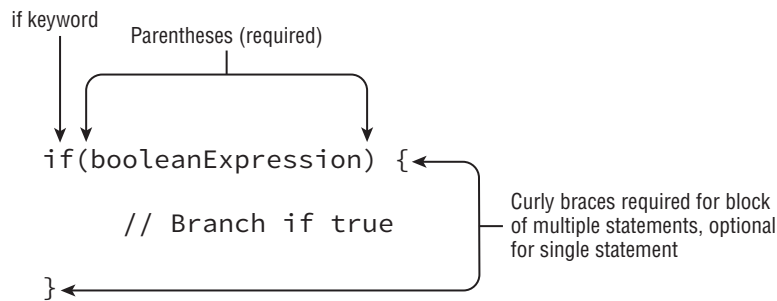 if keyword
Parentheses (required)
if(booleanExpression) {
// Branch if true
Curly braces required for block
of multiple statements, optional
for single statement
}